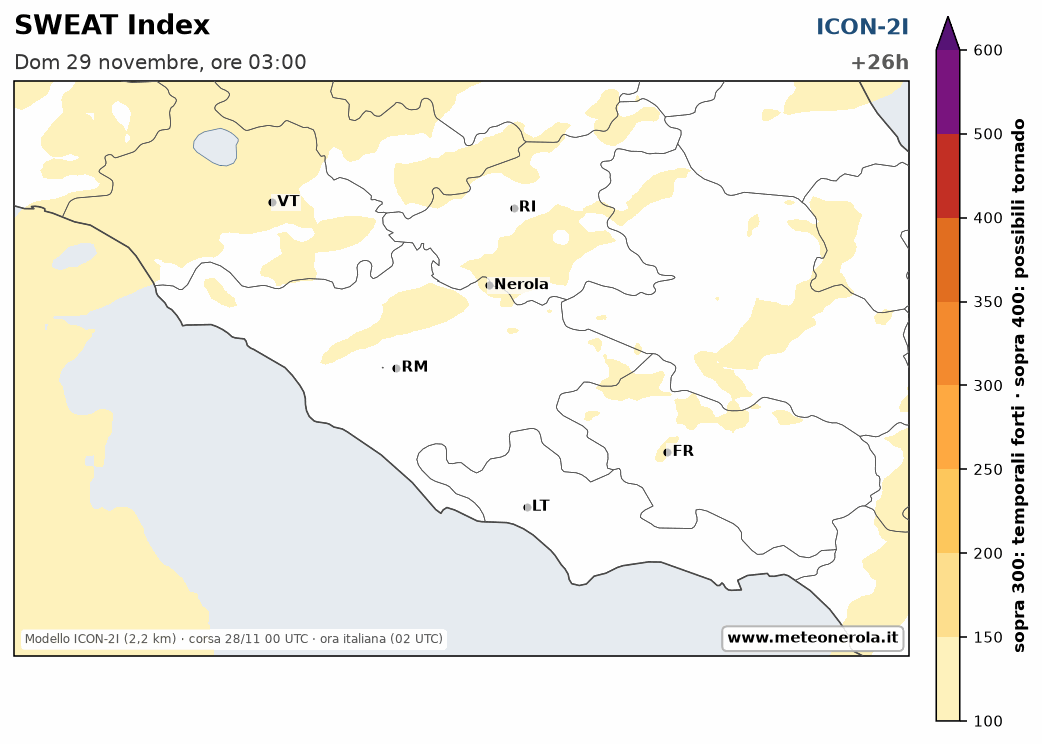 SWEAT Index
ICON-2I
Dom 29 novembre, ore 03:00
+26h
VT
RI
Nerola
RM
FR
LT
Modello ICON-2I (2,2 km) · corsa 28/11 00 UTC · ora italiana (02 UTC)
www.meteonerola.it
600
500
400
350
300
250
200
150
100
sopra 300: temporali forti · sopra 400: possibili tornado